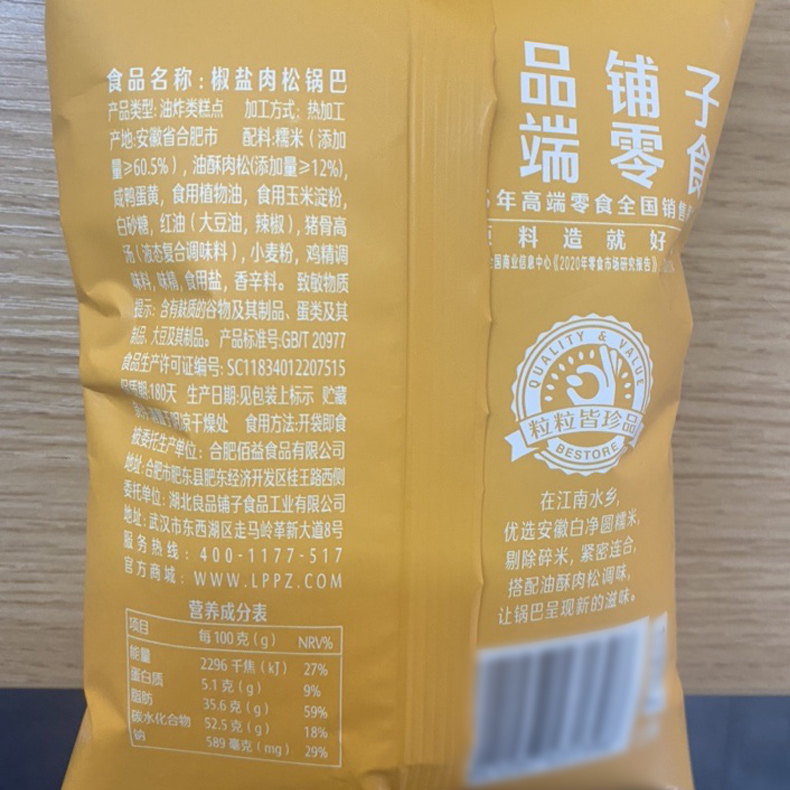 食品名称：椒盐肉松锅巴
产品类型：油炸类糕点 加工方式：热加工
产地：安徽省合肥市 配料：糯米（添加
量≥60.5%），油酥肉松(添加量≥12%)，
咸鸭蛋黄，食用植物油，食用玉米淀粉，
白砂糖，红油（大豆油，辣椒），猪骨高
汤（液态复合调味料），小麦粉，鸡精调
味料，味精，食用盐，香辛料。 致敏物质
提示：含有麸质的谷物及其制品、蛋类及其
制品、大豆及其制品。 产品标准号:GB/T 20977
食品生产许可证编号: SC11834012207515
保质期:180天 生产日期:见包装上标示 贮藏
凉干燥处 食用方法:开袋即食
被委托生产单位：合肥佰益食品有限公司
地址：合肥市肥东县肥东经济开发区桂王路西侧
委托单位：湖北良品铺子食品工业有限公司
地址：武汉市东西湖区走马岭革新大道8号
服务热线：400-1177-517
官方商城：WWW.LPPZ.COM
营养成分表
项目 每100克（g） NRV%
能量 2296千焦（kJ） 27%
蛋白质 5.1克（g） 9%
脂肪 35.6克（g） 59%
碳水化合物 52.5克（g） 18%
钠 589毫克（mg） 29%
品铺子
端零食
年高端零食全国销售
料造就好
国商业信息中心《2020年零食市场研究报告》
QUALITY & VALUE
粒粒皆珍品
BESTORE
在江南水乡，
优选安徽白净圆糯米，
剔除碎米，紧密连合，
搭配油酥肉松调味，
让锅巴呈现新的滋味。